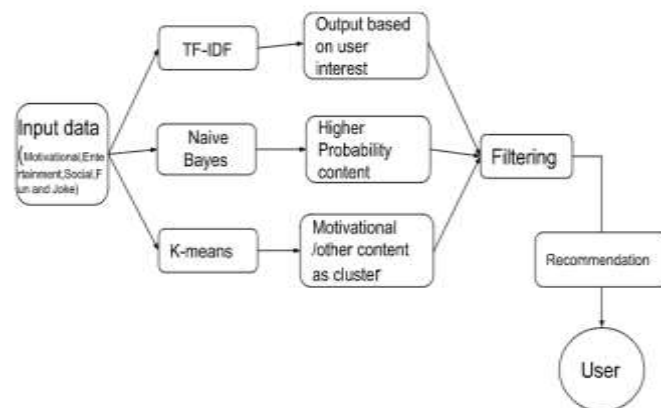 Input data
(Motivational,Ente
rtainment,Social,F
un and Joke)
TF-IDF
Output based
on user
interest
Naive
Bayes
Higher
Probability
content
K-means
Motivational
/other content
as cluster
Filtering
Recommendation
User